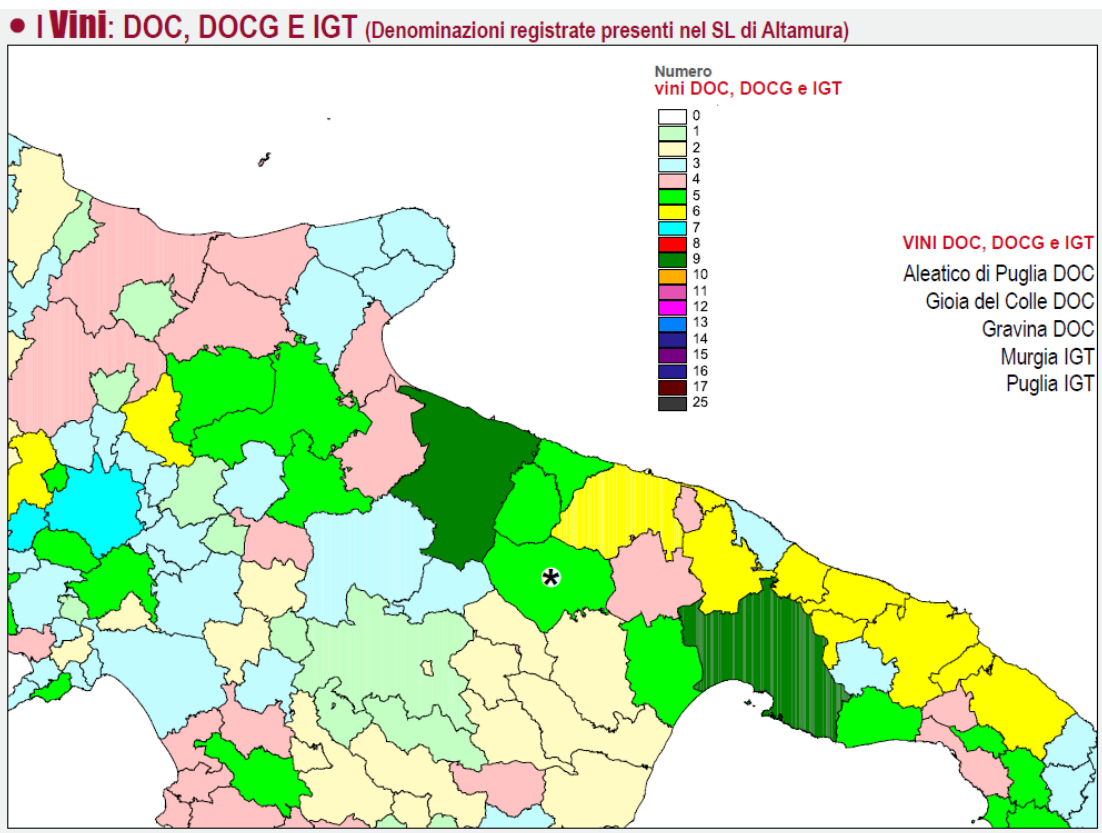 • I Vini: DOC, DOCG E IGT (Denominazioni registrate presenti nel SL di Altamura)
Numero
vini DOC, DOCG e IGT
0
1
2
3
4
5
6
7
8
9
10
11
12
13
14
15
16
17
25
VINI DOC, DOCG e IGT
Aleatico di Puglia DOC
Gioia del Colle DOC
Gravina DOC
Murgia IGT
Puglia IGT
*